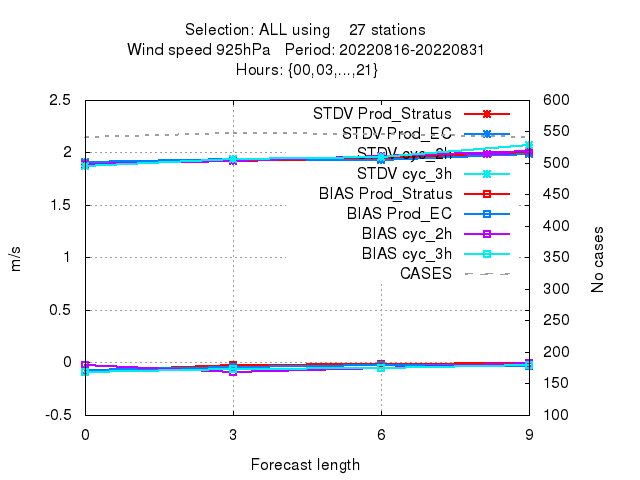 Selection: ALL using    27 stations
Wind speed 925hPa   Period: 20220816-20220831
Hours: {00,03,...,21}
2.5
2
1.5
1
0.5
0
-0.5
m/s
600
550
500
450
400
350
300
250
200
150
100
No cases
STDV Prod_Stratus
STDV Prod_EC
STDV cyc_2h
STDV cyc_3h
BIAS Prod_Stratus
BIAS Prod_EC
BIAS cyc_2h
BIAS cyc_3h
CASES
0 3 6 9
Forecast length